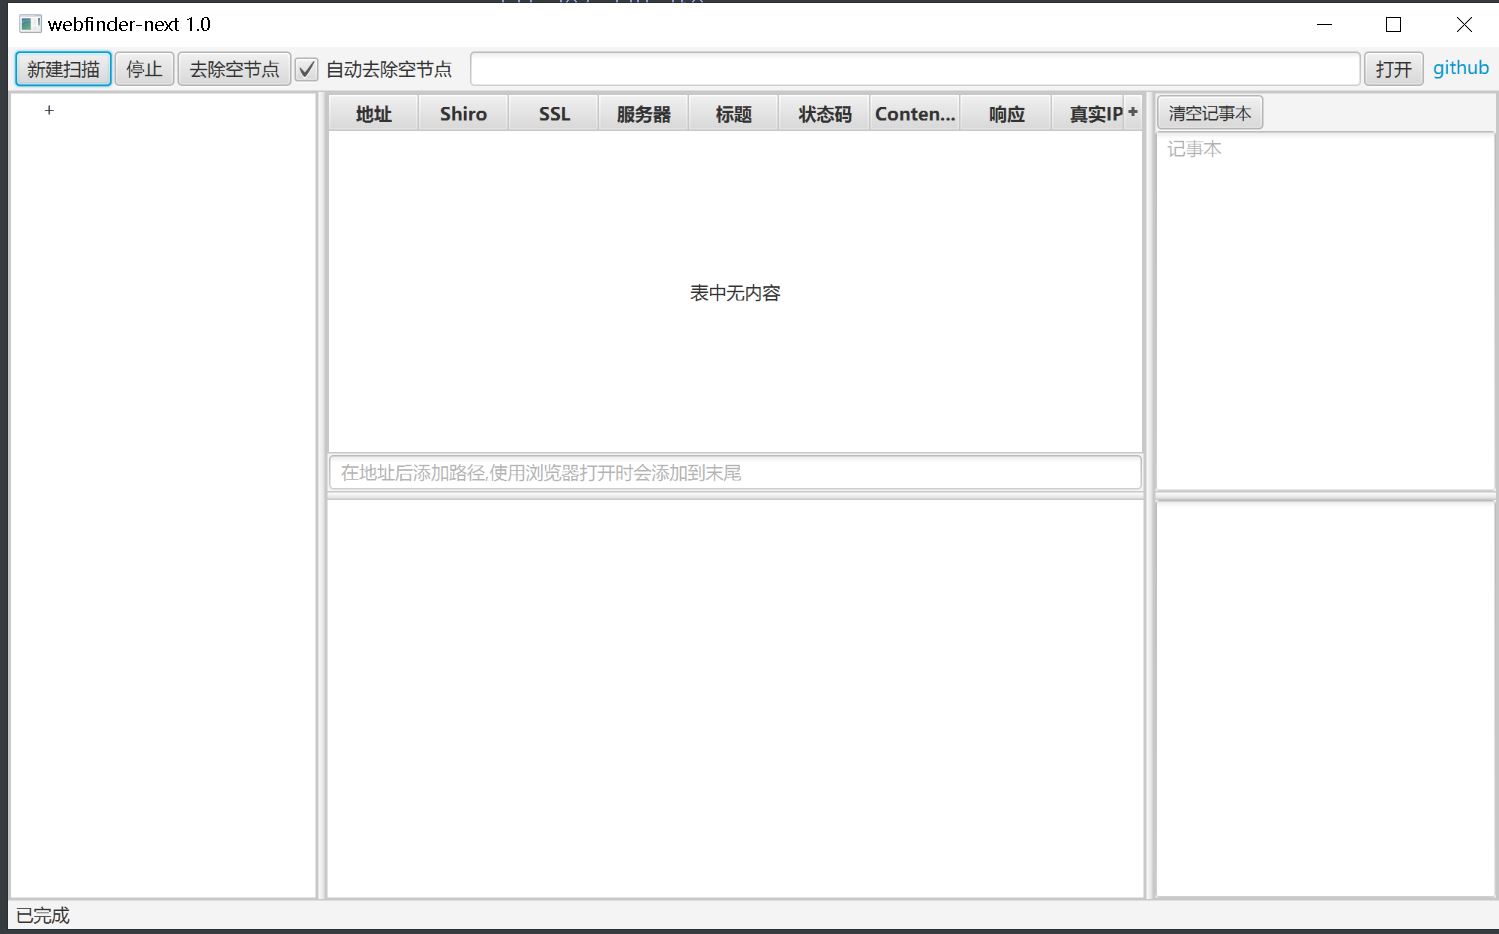 webfinder-next 1.0
新建扫描 停止 去除空节点 自动去除空节点 打开 github
+ 地址 Shiro SSL 服务器 标题 状态码 Conten... 响应 真实IP + 清空记事本
记事本
表中无内容
在地址后添加路径,使用浏览器打开时会添加到末尾
已完成